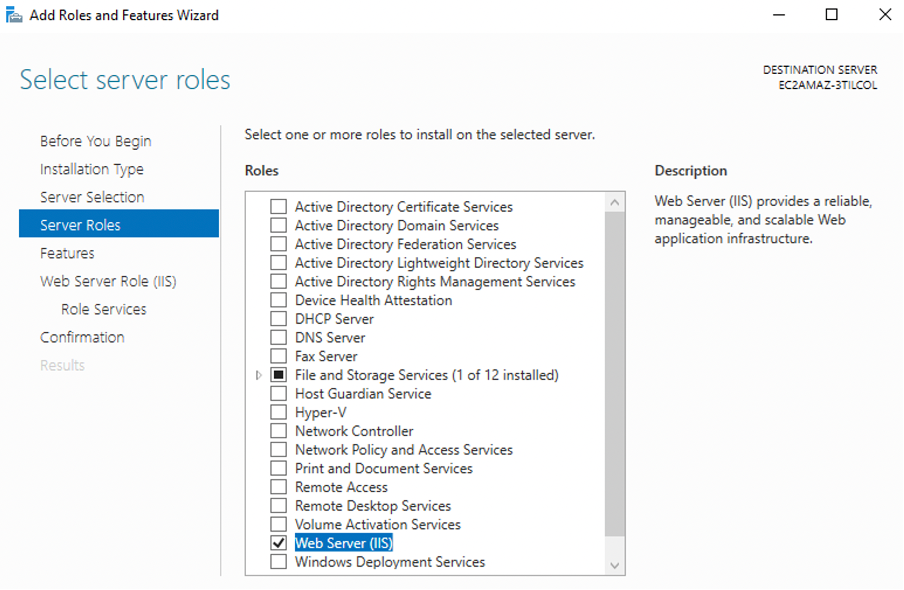 Add Roles and Features Wizard
Select server roles
DESTINATION SERVER
EC2AMAZ-3TILCOL
Before You Begin
Installation Type
Server Selection
Server Roles
Features
Web Server Role (IIS)
Role Services
Confirmation
Results
Select one or more roles to install on the selected server.
Roles
Active Directory Certificate Services
Active Directory Domain Services
Active Directory Federation Services
Active Directory Lightweight Directory Services
Active Directory Rights Management Services
Device Health Attestation
DHCP Server
DNS Server
Fax Server
File and Storage Services (1 of 12 installed)
Host Guardian Service
Hyper-V
Network Controller
Network Policy and Access Services
Print and Document Services
Remote Access
Remote Desktop Services
Volume Activation Services
Web Server (IIS)
Windows Deployment Services
Description
Web Server (IIS) provides a reliable,
manageable, and scalable Web
application infrastructure.